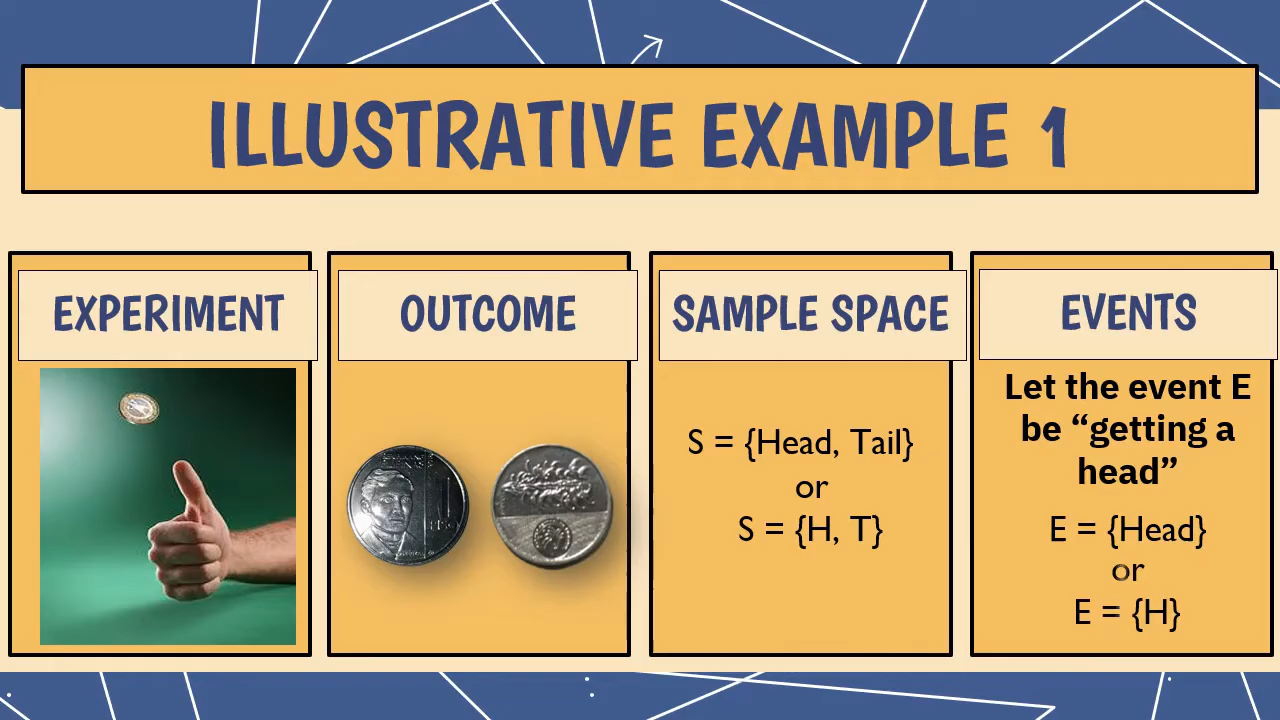 ILLUSTRATIVE EXAMPLE 1
EXPERIMENT
OUTCOME
SAMPLE SPACE
S = {Head, Tail}
or
S = {H, T}
EVENTS
Let the event E
be “getting a
head”
E = {Head}
or
E = {H}